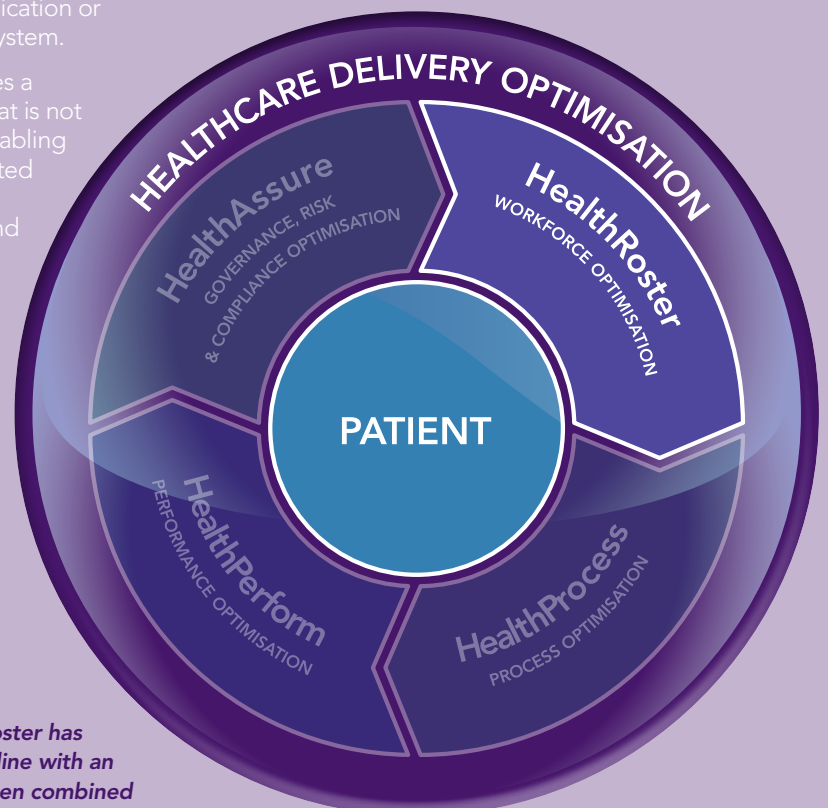 ication or
ystem.
es a
at is not
abling
ted
nd
HEALTHCARE DELIVERY OPTIMISATION
HealthAssure
GOVERNANCE, RISK
& COMPLIANCE OPTIMISATION
HealthRoster
WORKFORCE OPTIMISATION
PATIENT
HealthPerform
PERFORMANCE OPTIMISATION
HealthProcess
PROCESS OPTIMISATION
oster has
line with an
en combined